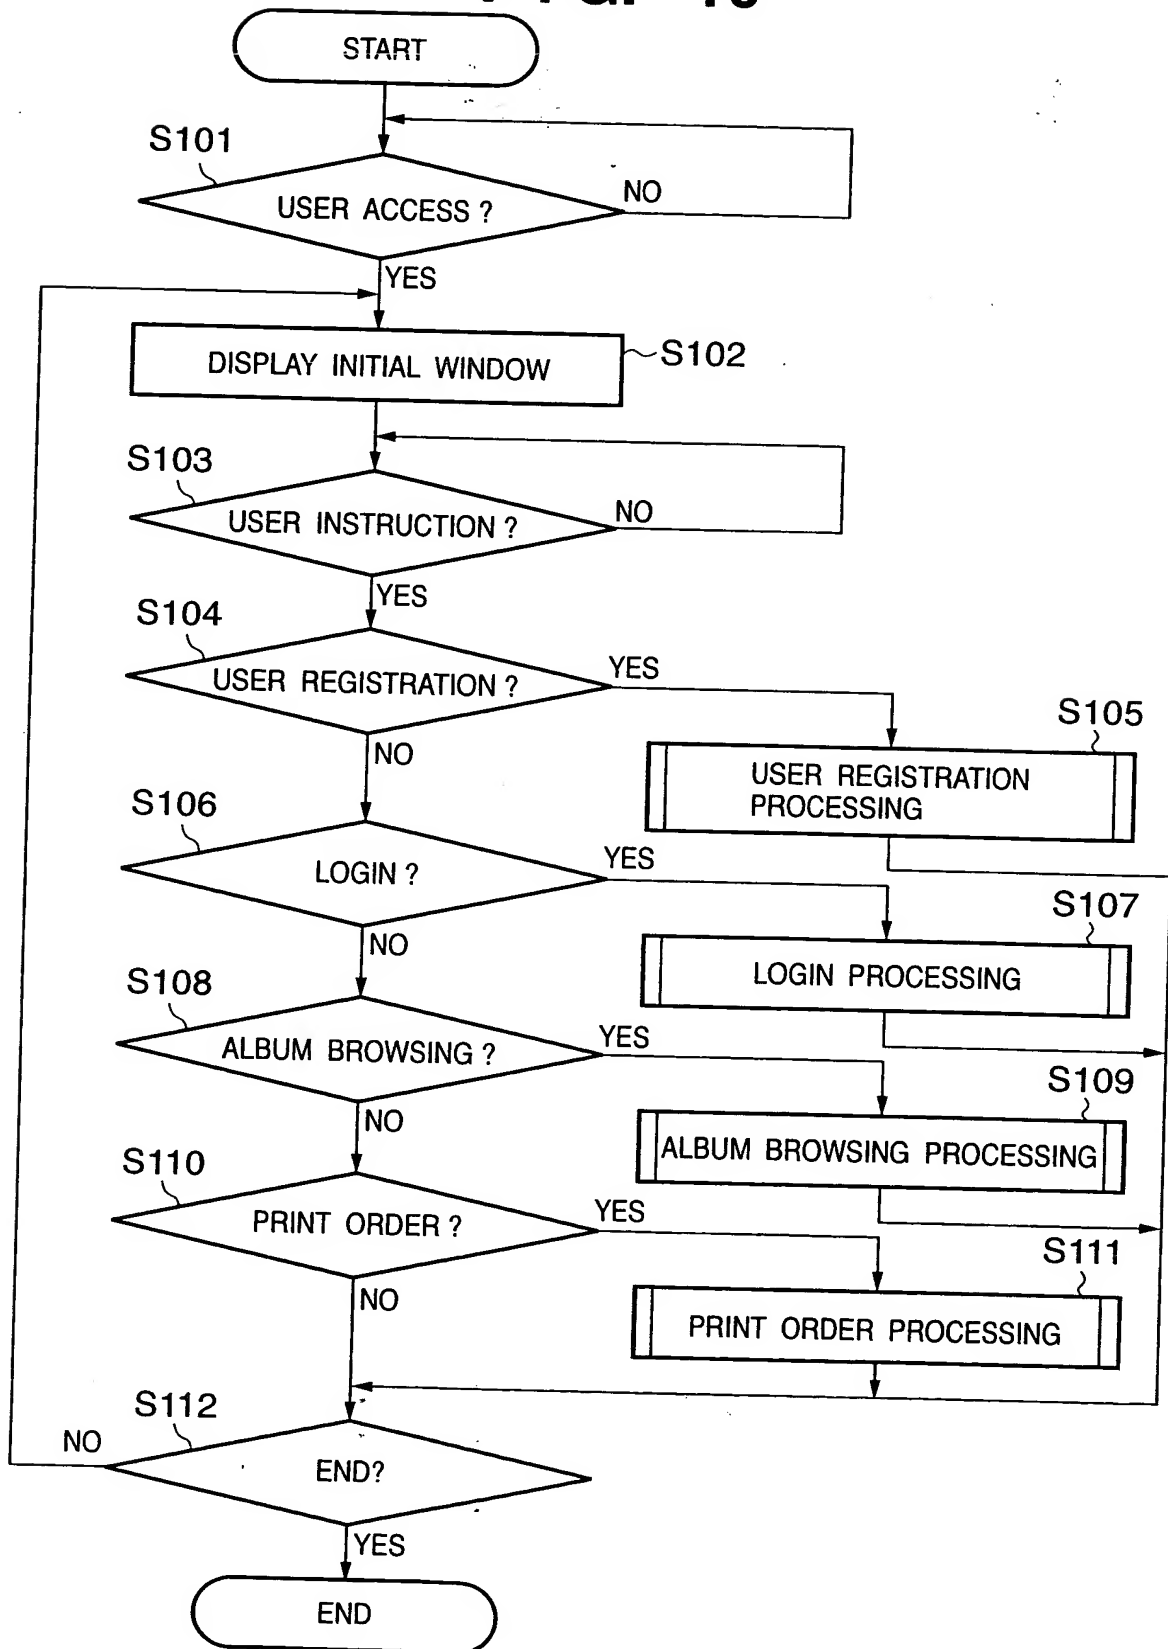 START
S101
USER ACCESS ?
NO
YES
DISPLAY INITIAL WINDOW
S102
S103
USER INSTRUCTION ?
NO
YES
S104
USER REGISTRATION ?
YES
NO
S105
USER REGISTRATION
PROCESSING
S106
LOGIN ?
YES
NO
S107
LOGIN PROCESSING
S108
ALBUM BROWSING ?
YES
NO
S109
ALBUM BROWSING PROCESSING
S110
PRINT ORDER ?
YES
NO
S111
PRINT ORDER PROCESSING
S112
NO
END?
YES
END